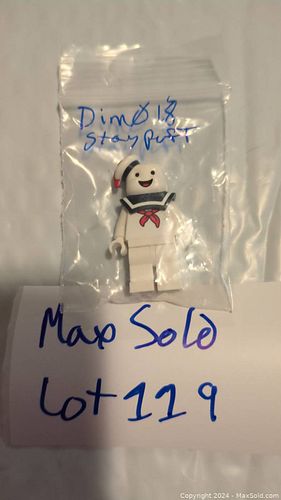 Dim018
Staypuft
Max Sold
Lot 119
Copyright 2024 - MaxSold.com